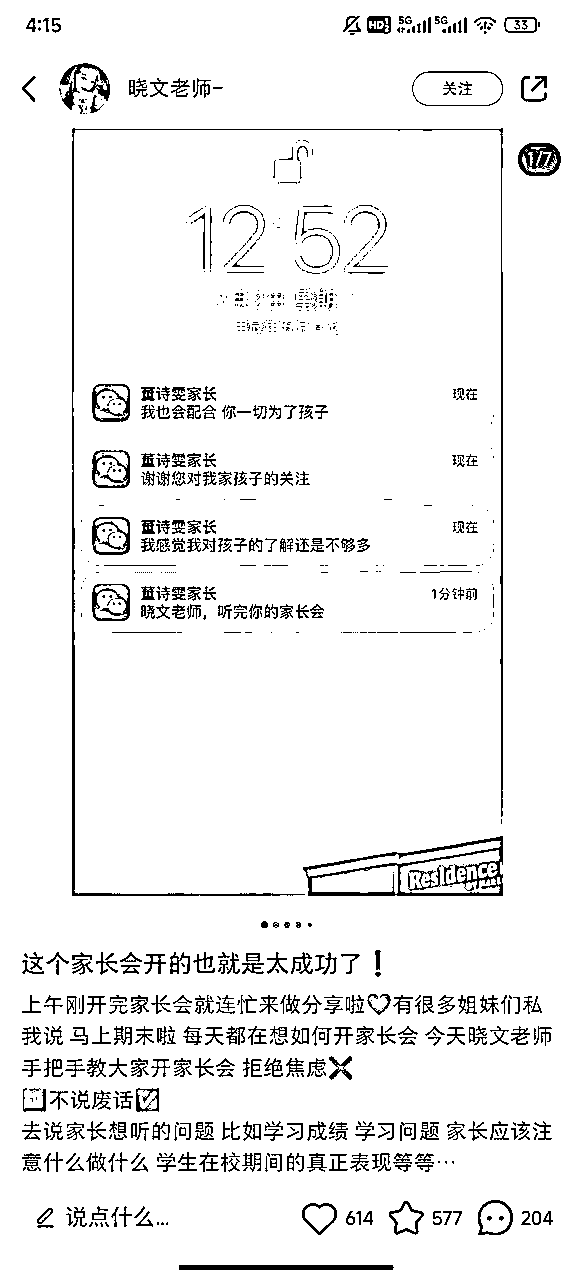 4:15
HD 5G 5G 33
晓文老师~
关注
1/7
12:52
董诗雯家长
现在
我也会配合 你一切为了孩子
董诗雯家长
现在
谢谢您对我家孩子的关注
董诗雯家长
现在
我感觉我对孩子的了解还是不够多
董诗雯家长
1分钟前
晓文老师，听完你的家长会
Residence
这个家长会开的也就是太成功了❗
上午刚开完家长会就连忙来做分享啦♡有很多姐妹们私
我说 马上期末啦 每天都在想如何开家长会 今天晓文老师
手把手教大家开家长会 拒绝焦虑✖
不说废话
去说家长想听的问题 比如学习成绩 学习问题 家长应该注
意什么做什么 学生在校期间的真正表现等等…
说点什么...
614
577
204